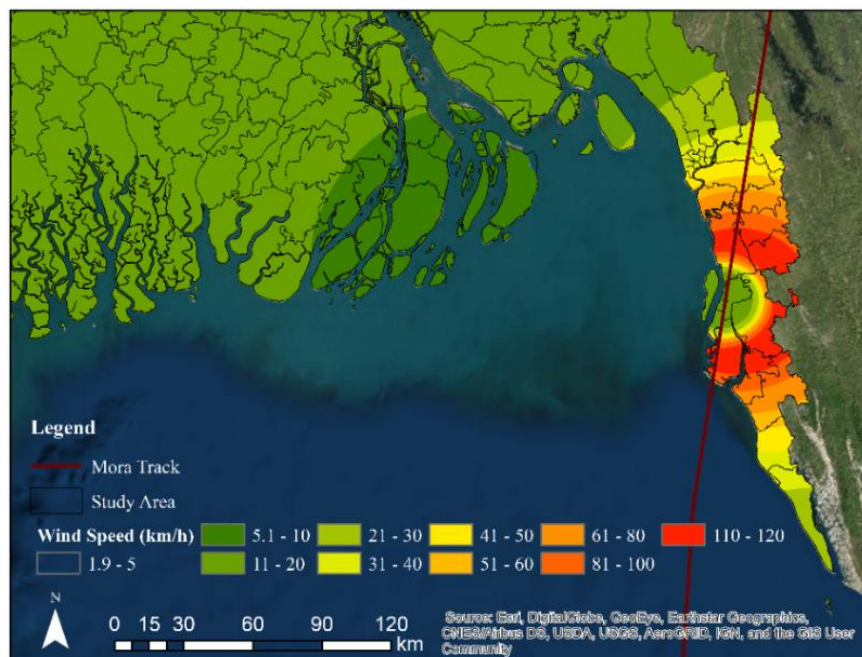 Legend
Mora Track
Study Area
Wind Speed (km/h)
5.1 - 10
21 - 30
41 - 50
61 - 80
110 - 120
1.9 - 5
11 - 20
31 - 40
51 - 60
81 - 100
N
0 15 30 60 90 120
km
Source: Esri, DigitalGlobe, GeoEye, Earthstar Geographics,
CNES/Airbus DS, USDA, USGS, AeroGRID, IGN, and the GIS User
Community